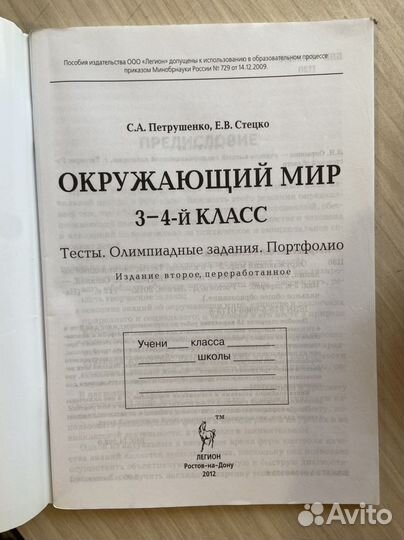 Пособия издательства ООО «Легион» допущены к использованию в образовательном процессе
приказом Минобрнауки России № 729 от 14.12.2009.
С.А. Петрушенко, Е.В. Стецко
ОКРУЖАЮЩИЙ МИР
3–4-й КЛАСС
Тесты. Олимпиадные задания. Портфолио
Издание второе, переработанное
Учени____ класса
школы
™
ЛЕГИОН
Ростов-на-Дону
2012
Avito